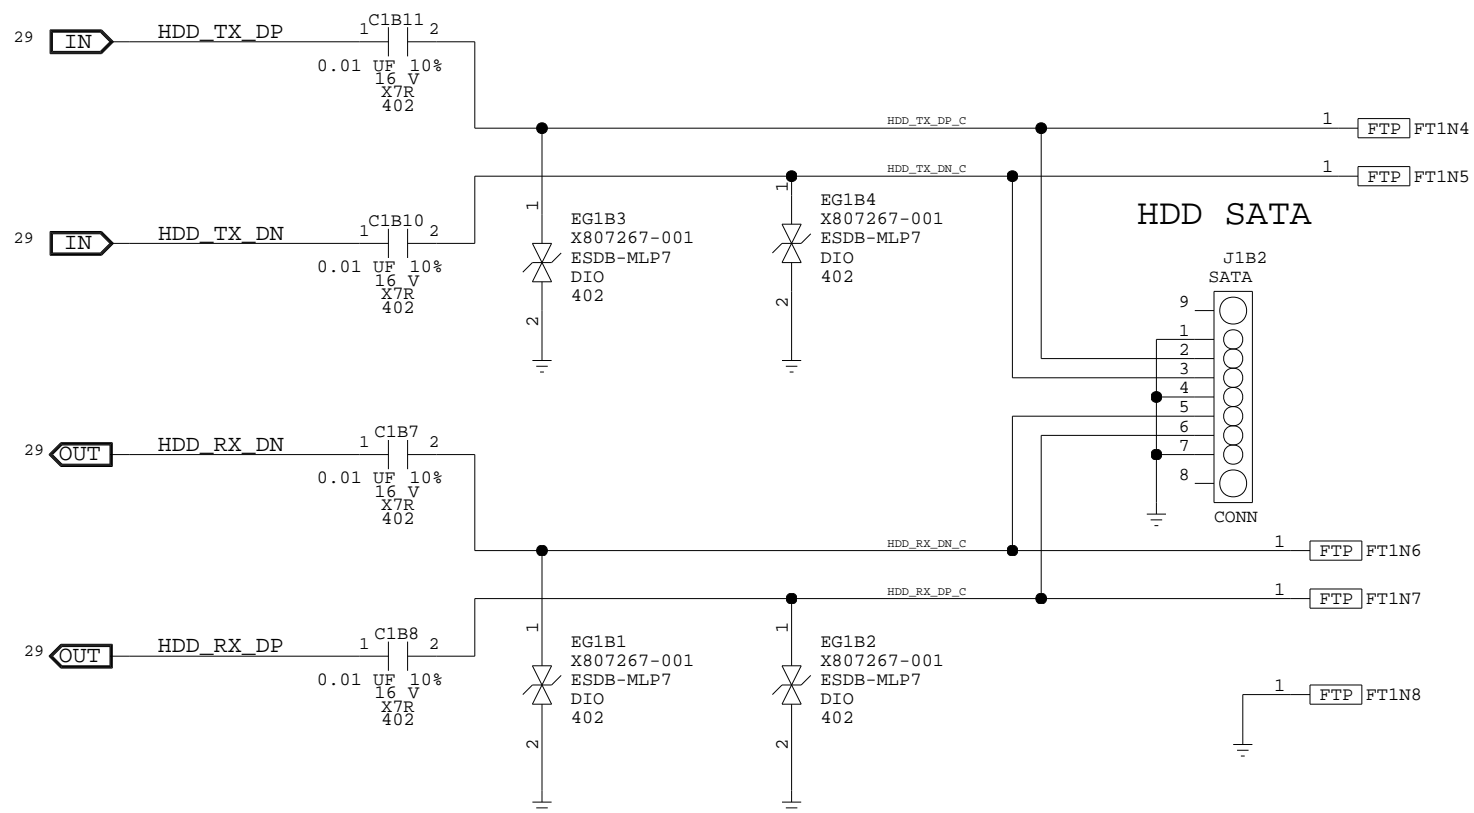 29 IN HDD_TX_DP 1 C1B11 2
0.01 UF 10%
16 V
X7R
402
HDD_TX_DP_C 1 FTP FT1N4
HDD_TX_DN_C 1 FTP FT1N5
29 IN HDD_TX_DN 1 C1B10 2
0.01 UF 10%
16 V
X7R
402
1
EG1B3
X807267-001
ESDB-MLP7
DIO
402
2
1
EG1B4
X807267-001
ESDB-MLP7
DIO
402
2
HDD SATA
J1B2
SATA
9
1
2
3
4
5
6
7
8
CONN
29 OUT HDD_RX_DN 1 C1B7 2
0.01 UF 10%
16 V
X7R
402
HDD_RX_DN_C 1 FTP FT1N6
HDD_RX_DP_C 1 FTP FT1N7
29 OUT HDD_RX_DP 1 C1B8 2
0.01 UF 10%
16 V
X7R
402
1
EG1B1
X807267-001
ESDB-MLP7
DIO
402
2
1
EG1B2
X807267-001
ESDB-MLP7
DIO
402
2
1 FTP FT1N8